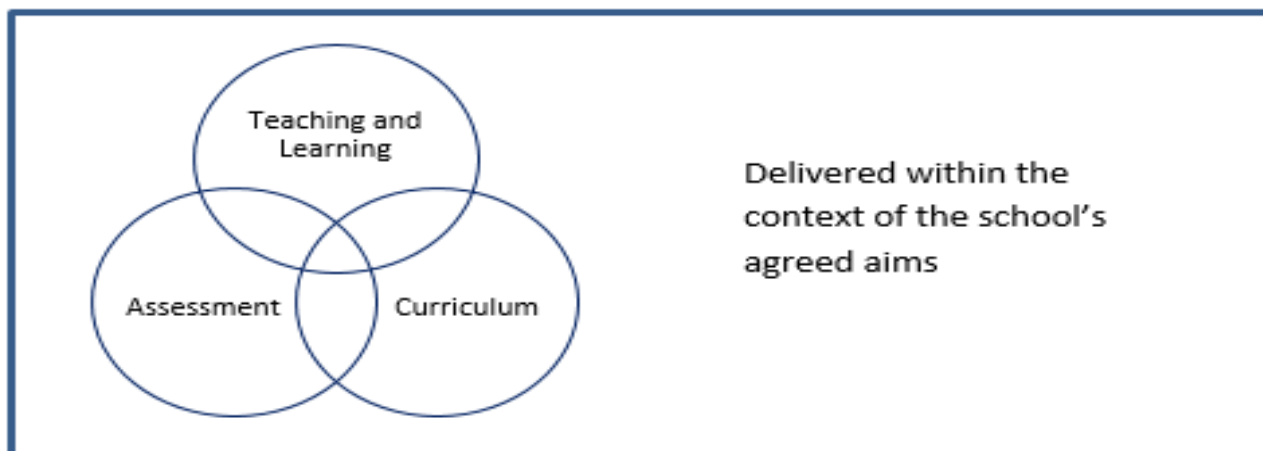 Teaching and
Learning
Assessment
Curriculum
Delivered within the
context of the school’s
agreed aims